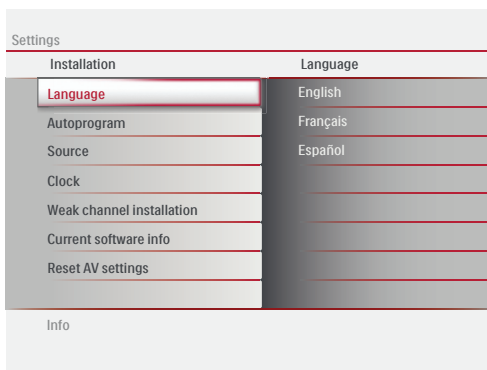 Settings
Installation
Language
Language
English
Autoprogram
Français
Source
Español
Clock
Weak channel installation
Current software info
Reset AV settings
Info